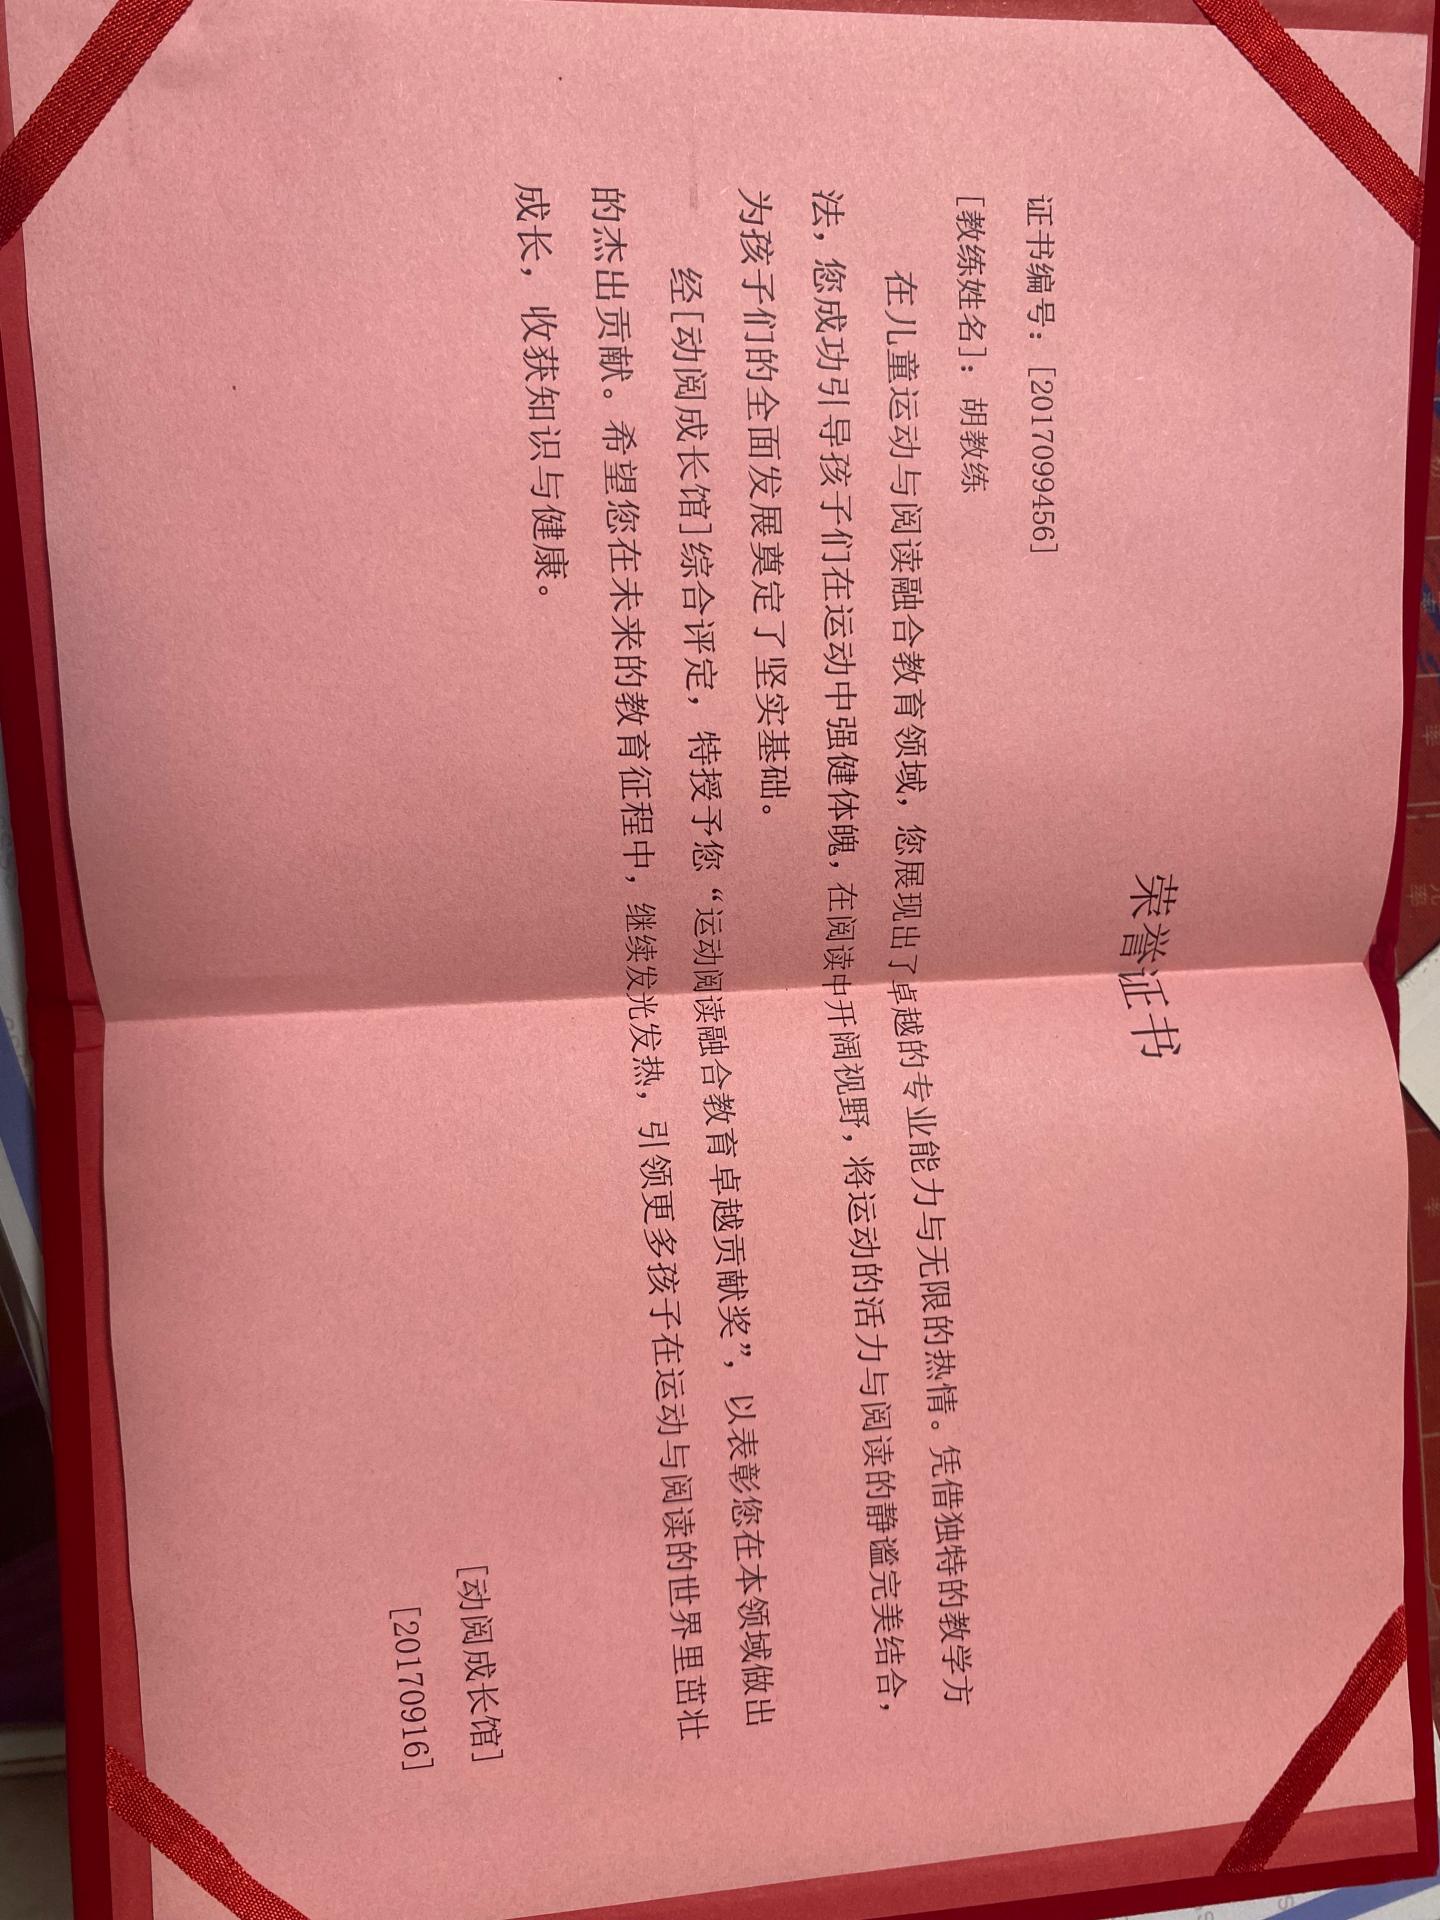 荣誉证书
证书编号：[2017099456]
[教练姓名]：胡教练
在儿童运动与阅读融合教育领域，您展现出了卓越的专业能力与无限的热情。凭借独特的教学方
法，您成功引导孩子们在运动中强健体魄，在阅读中开阔视野，将运动的活力与阅读的静谧完美结合，
为孩子们的全面发展奠定了坚实基础。
经[动阅成长馆]综合评定，特授予您“运动阅读融合教育卓越贡献奖”，以表彰您在本领域做出
的杰出贡献。希望您在未来的教育征程中，继续发光发热，引领更多孩子在运动与阅读的世界里茁壮
成长，收获知识与健康。
[动阅成长馆]
[20170916]